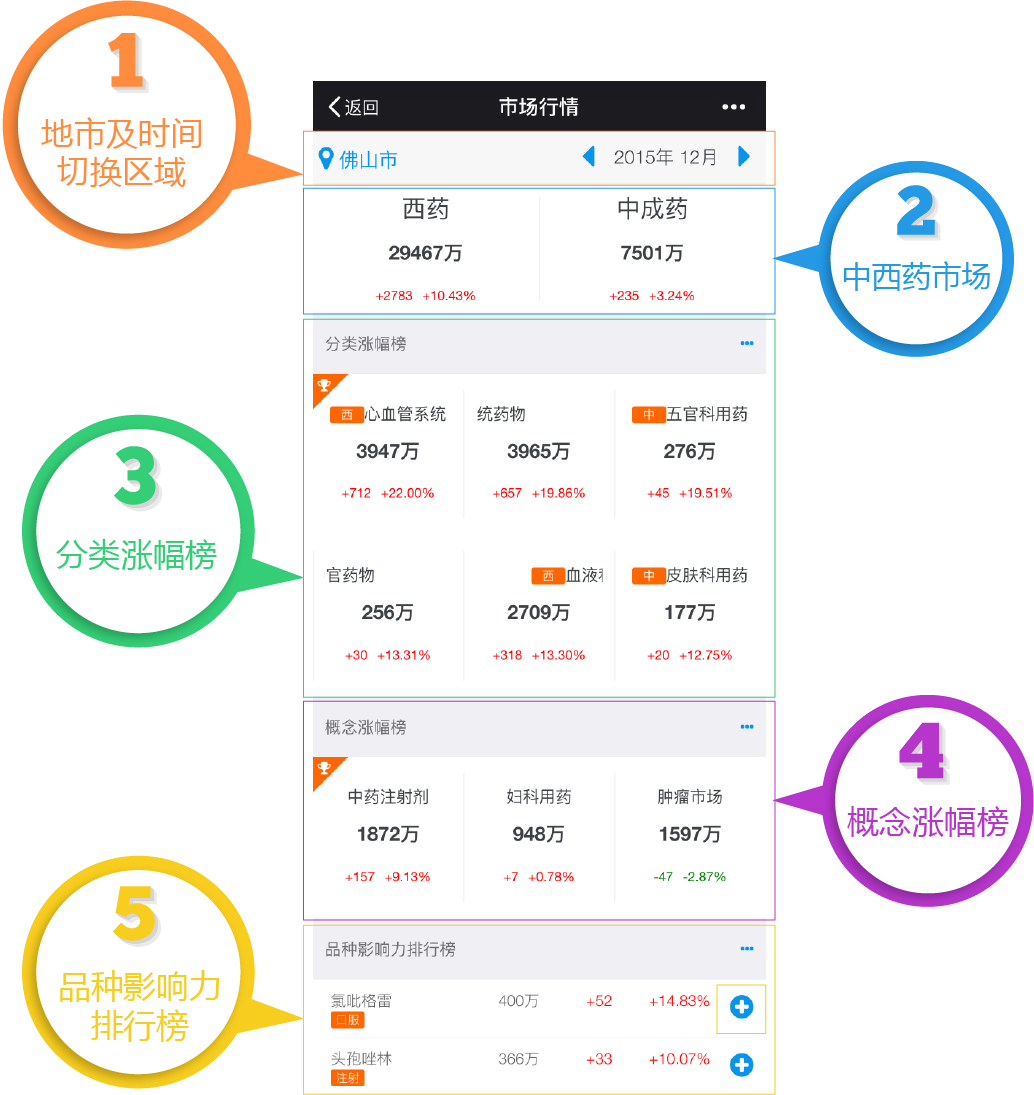 1
地市及时间
切换区域
返回 市场行情
佛山市 2015年 12月
西药 中成药
29467万 7501万
+2783 +10.43% +235 +3.24%
2
中西药市场
分类涨幅榜
西 心血管系统 统药物 中 五官科用药
3947万 3965万 276万
+712 +22.00% +657 +19.86% +45 +19.51%
官药物 西 血液 中 皮肤科用药
256万 2709万 177万
+30 +13.31% +318 +13.30% +20 +12.75%
3
分类涨幅榜
概念涨幅榜
中药注射剂 妇科用药 肿瘤市场
1872万 948万 1597万
+157 +9.13% +7 +0.78% -47 -2.87%
4
概念涨幅榜
品种影响力排行榜
氯吡格雷 400万 +52 +14.83%
口服
头孢唑林 366万 +33 +10.07%
注射
5
品种影响力
排行榜